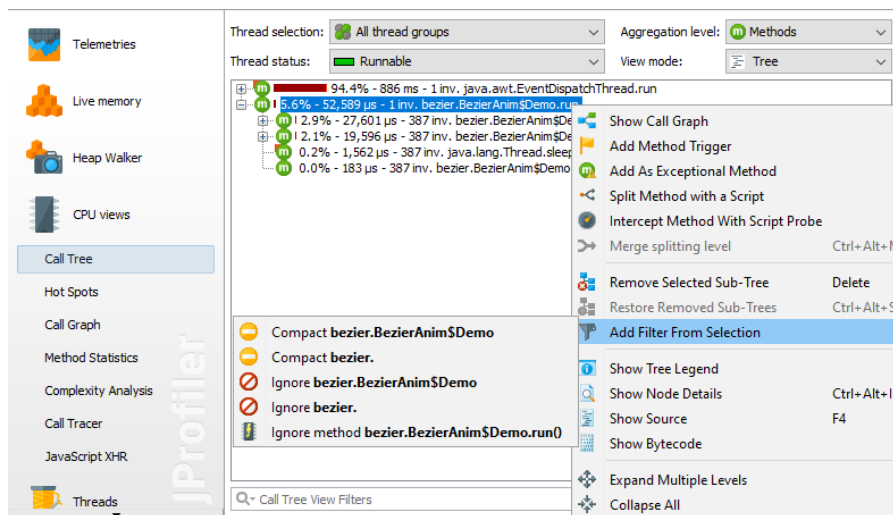 Telemetries
Live memory
Heap Walker
CPU views
Call Tree
Hot Spots
Call Graph
Method Statistics
Complexity Analysis
Call Tracer
JavaScript XHR
Threads
JProfiler
Thread selection: All thread groups Aggregation level: Methods
Thread status: Runnable View mode: Tree
94.4% - 886 ms - 1 inv. java.awt.EventDispatchThread.run
5.6% - 52,589 µs - 1 inv. bezier.BezierAnim$Demo.run
2.9% - 27,601 µs - 387 inv. bezier.BezierAnim$De
2.1% - 19,596 µs - 387 inv. bezier.BezierAnim$De
0.2% - 1,562 µs - 387 inv. java.lang.Thread.sleep
0.0% - 183 µs - 387 inv. bezier.BezierAnim$Demo
Show Call Graph
Add Method Trigger
Add As Exceptional Method
Split Method with a Script
Intercept Method With Script Probe
Merge splitting level Ctrl+Alt+
Remove Selected Sub-Tree Delete
Restore Removed Sub-Trees Ctrl+Alt+S
Add Filter From Selection
Show Tree Legend
Show Node Details Ctrl+Alt+I
Show Source F4
Show Bytecode
Expand Multiple Levels
Collapse All
Compact bezier.BezierAnim$Demo
Compact bezier.
Ignore bezier.BezierAnim$Demo
Ignore bezier.
Ignore method bezier.BezierAnim$Demo.run()
Call Tree View Filters